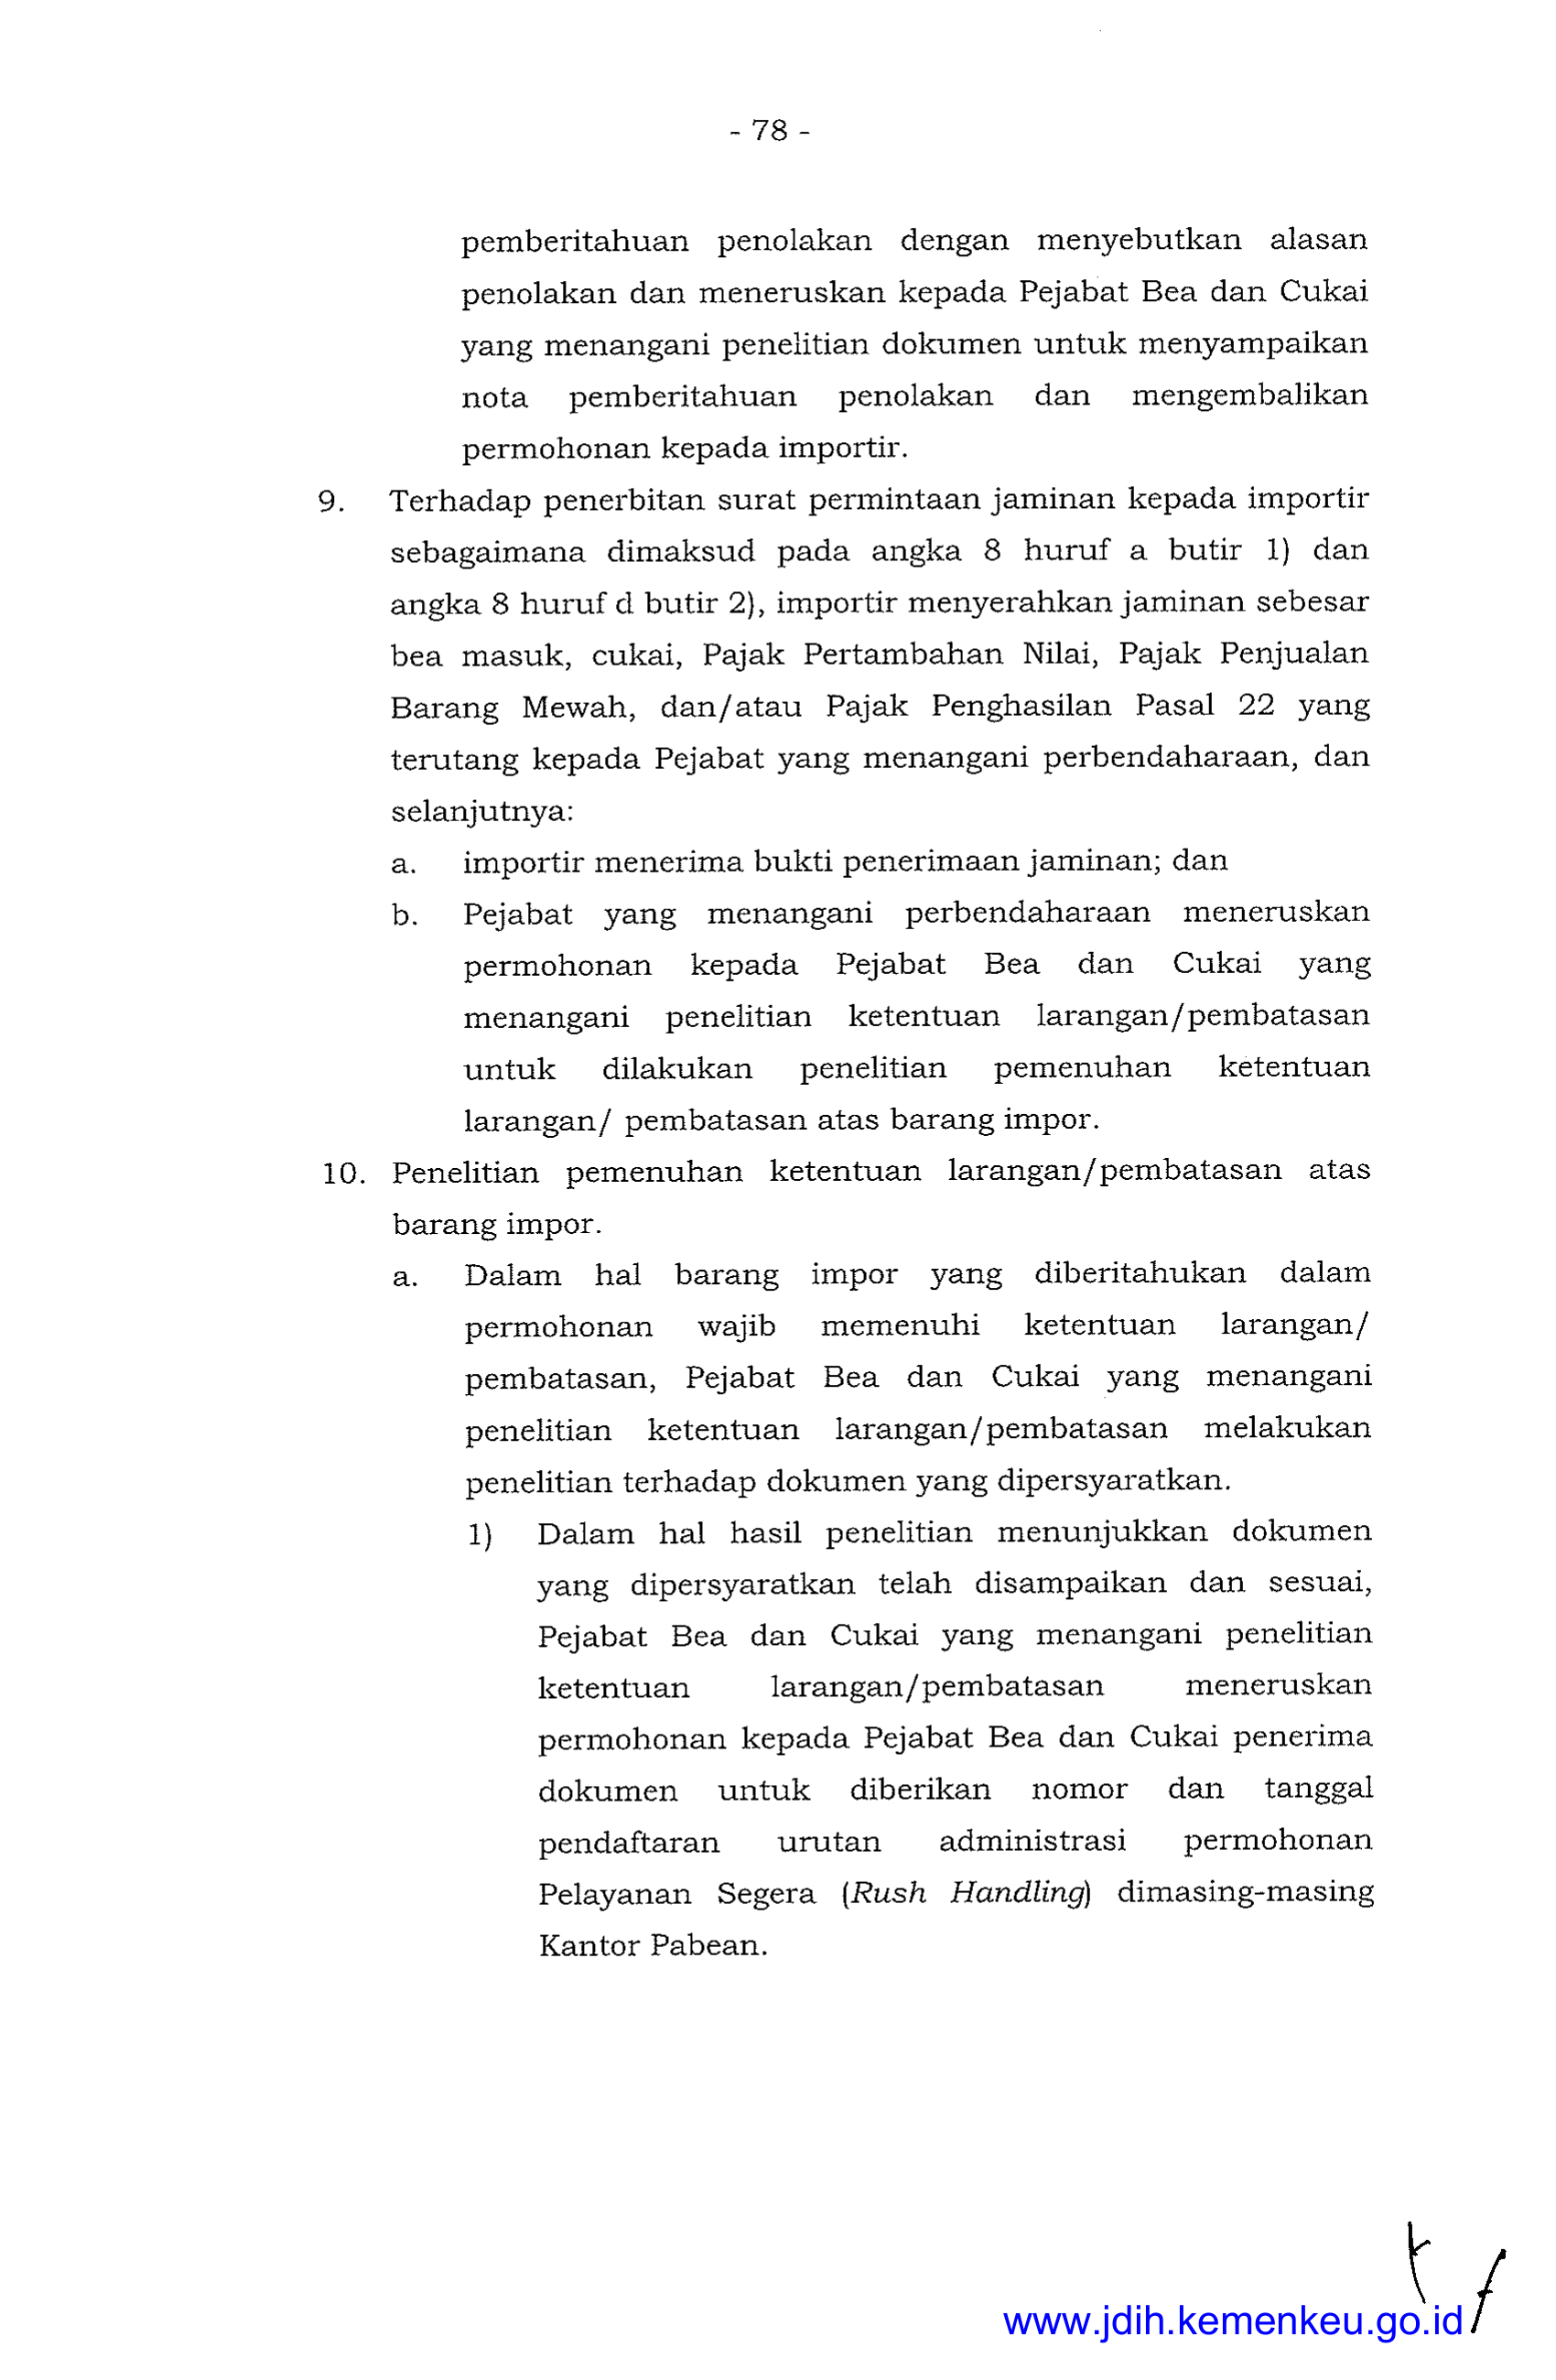 - 78 -
pemberitahuan penolakan dengan menyebutkan alasan
penolakan dan meneruskan kepada Pejabat Bea dan Cukai
yang menangani penelitian dokumen untuk menyampaikan
nota pemberitahuan penolakan dan mengembalikan
permohonan kepada importir.
9. Terhadap penerbitan surat permintaan jaminan kepada importir
sebagaimana dimaksud pada angka 8 huruf a butir 1) dan
angka 8 huruf d butir 2), importir menyerahkan jaminan sebesar
bea masuk, cukai, Pajak Pertambahan Nilai, Pajak Penjualan
Barang Mewah, dan/atau Pajak Penghasilan Pasal 22 yang
terutang kepada Pejabat yang menangani perbendaharaan, dan
selanjutnya:
a. importir menerima bukti penerimaan jaminan; dan
b. Pejabat yang menangani perbendaharaan meneruskan
permohonan kepada Pejabat Bea dan Cukai yang
menangani penelitian ketentuan larangan/pembatasan
untuk dilakukan penelitian pemenuhan ketentuan
larangan/ pembatasan atas barang impor.
10. Penelitian pemenuhan ketentuan larangan/pembatasan atas
barang impor.
a. Dalam hal barang impor yang diberitahukan dalam
permohonan wajib memenuhi ketentuan larangan/
pembatasan, Pejabat Bea dan Cukai yang menangani
penelitian ketentuan larangan/pembatasan melakukan
penelitian terhadap dokumen yang dipersyaratkan.
1) Dalam hal hasil penelitian menunjukkan dokumen
yang dipersyaratkan telah disampaikan dan sesuai,
Pejabat Bea dan Cukai yang menangani penelitian
ketentuan larangan/pembatasan meneruskan
permohonan kepada Pejabat Bea dan Cukai penerima
dokumen untuk diberikan nomor dan tanggal
pendaftaran urutan administrasi permohonan
Pelayanan Segera (Rush Handling) dimasing-masing
Kantor Pabean.
www.jdih.kemenkeu.go.id